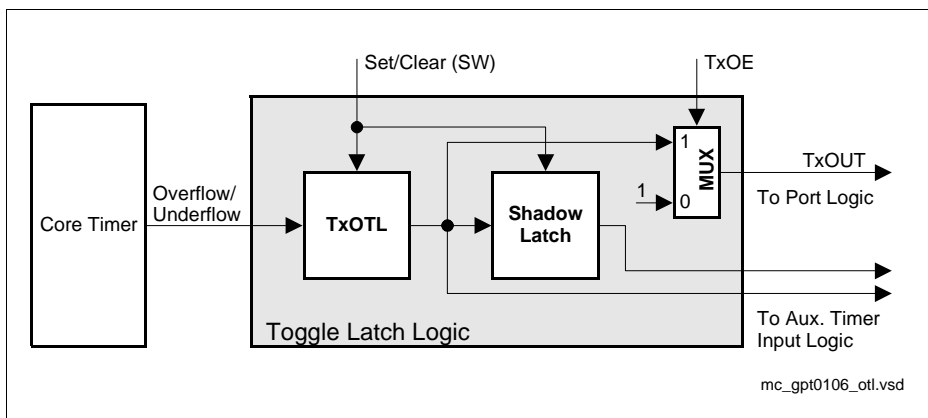 Set/Clear (SW)
TxOE
1
MUX
TxOUT
Overflow/
Underflow
1
0
To Port Logic
Core Timer
TxOTL
Shadow
Latch
To Aux. Timer
Input Logic
Toggle Latch Logic
mc_gpt0106_otl.vsd